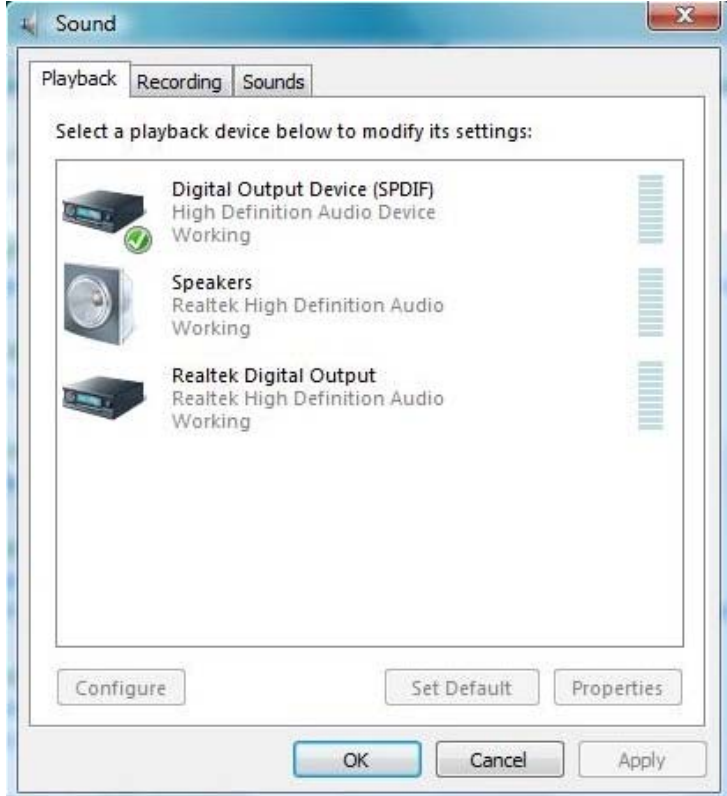 Sound
Playback Recording Sounds
Select a playback device below to modify its settings:
Digital Output Device (SPDIF)
High Definition Audio Device
Working
Speakers
Realtek High Definition Audio
Working
Realtek Digital Output
Realtek High Definition Audio
Working
Configure Set Default Properties
OK Cancel Apply